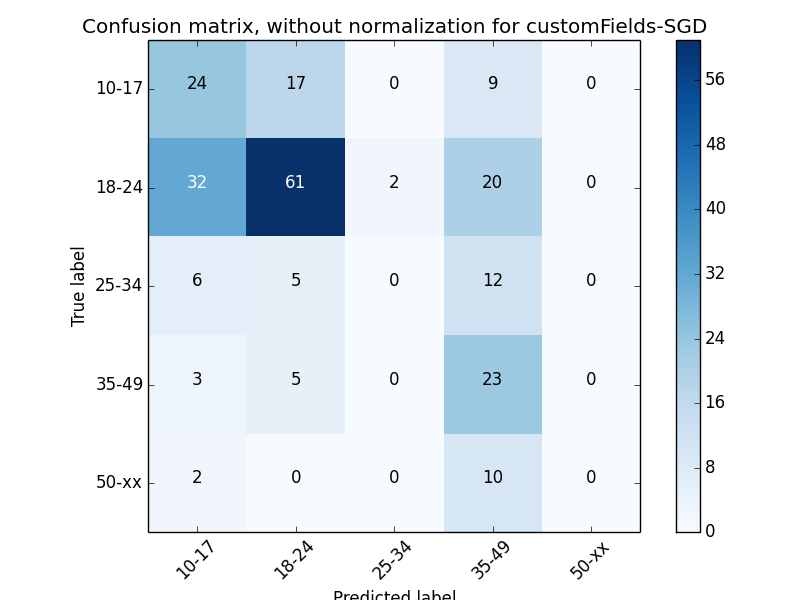 Confusion matrix, without normalization for customFields-SGD
10-17 24 17 0 9 0
18-24 32 61 2 20 0
25-34 6 5 0 12 0
35-49 3 5 0 23 0
50-xx 2 0 0 10 0
True label
10-17 18-24 25-34 35-49 50-xx
Predicted label
56
48
40
32
24
16
8
0